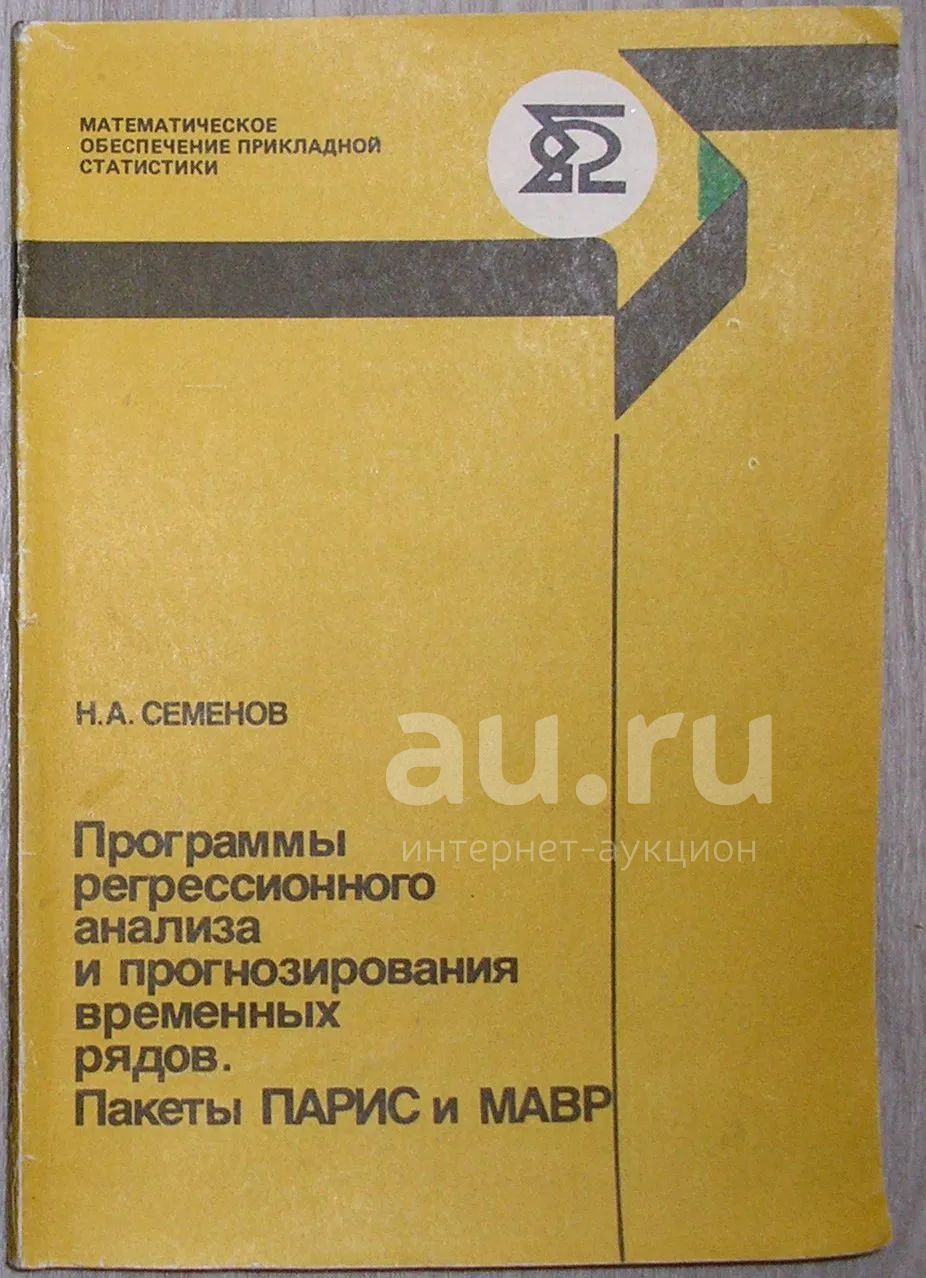 МАТЕМАТИЧЕСКОЕ
ОБЕСПЕЧЕНИЕ ПРИКЛАДНОЙ
СТАТИСТИКИ
Н.А. СЕМЕНОВ
au.ru
интернет-аукцион
Программы
регрессионного
анализа
и прогнозирования
временных
рядов.
Пакеты ПАРИС и МАВР